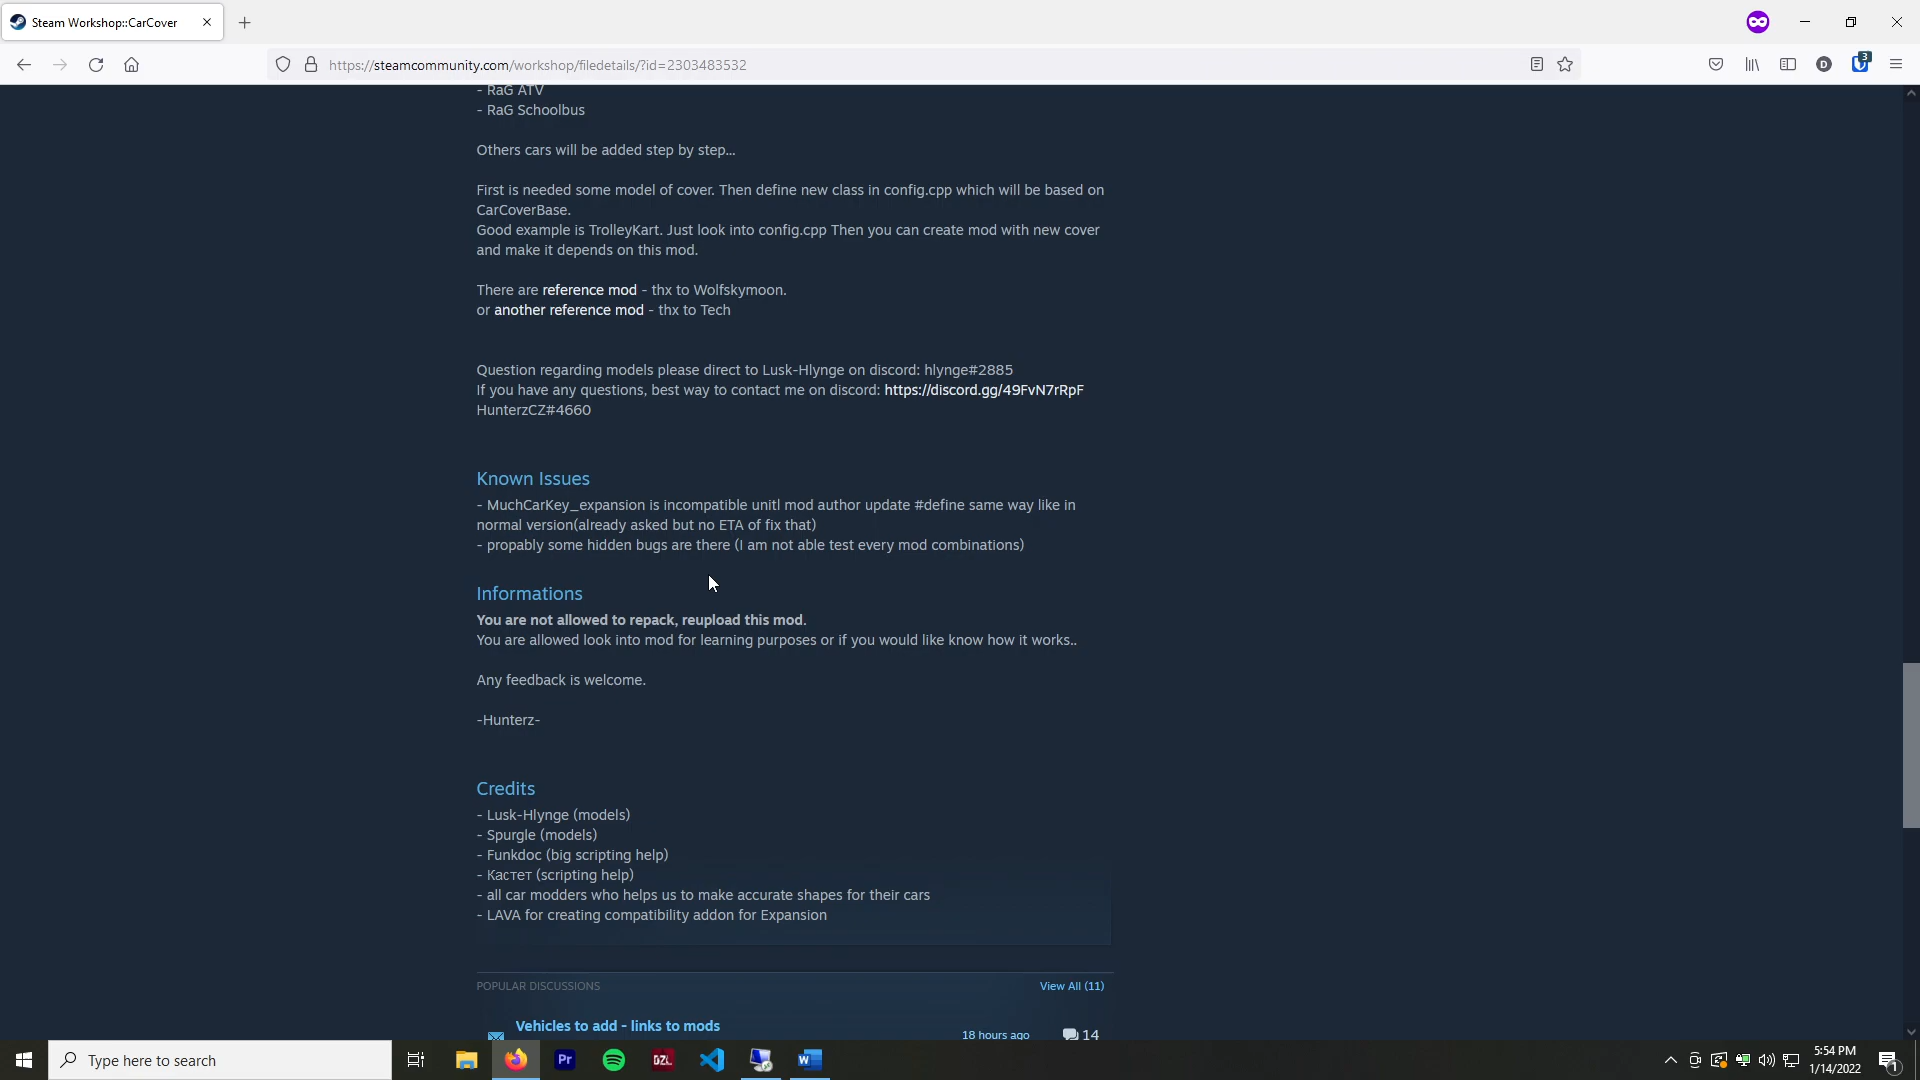 Steam Workshop::CarCover
https://steamcommunity.com/workshop/filedetails/?id=2303483532
D
3
- RaG ATV
- RaG Schoolbus
Others cars will be added step by step...
First is needed some model of cover. Then define new class in config.cpp which will be based on
CarCoverBase.
Good example is TrolleyKart. Just look into config.cpp Then you can create mod with new cover
and make it depends on this mod.
There are reference mod - thx to Wolfskymoon.
or another reference mod - thx to Tech
Question regarding models please direct to Lusk-Hlynge on discord: hlynge#2885
If you have any questions, best way to contact me on discord: https://discord.gg/49FvN7rRpF
HunterzCZ#4660
Known Issues
- MuchCarKey_expansion is incompatible unitl mod author update #define same way like in
normal version(already asked but no ETA of fix that)
- propably some hidden bugs are there (I am not able test every mod combinations)
Informations
You are not allowed to repack, reupload this mod.
You are allowed look into mod for learning purposes or if you would like know how it works..
Any feedback is welcome.
-Hunterz-
Credits
- Lusk-Hlynge (models)
- Spurgle (models)
- Funkdoc (big scripting help)
- Кастет (scripting help)
- all car modders who helps us to make accurate shapes for their cars
- LAVA for creating compatibility addon for Expansion
POPULAR DISCUSSIONS
View All (11)
Vehicles to add - links to mods
18 hours ago
14
Type here to search
Pr
DZL
W
5:54 PM
1/14/2022
1